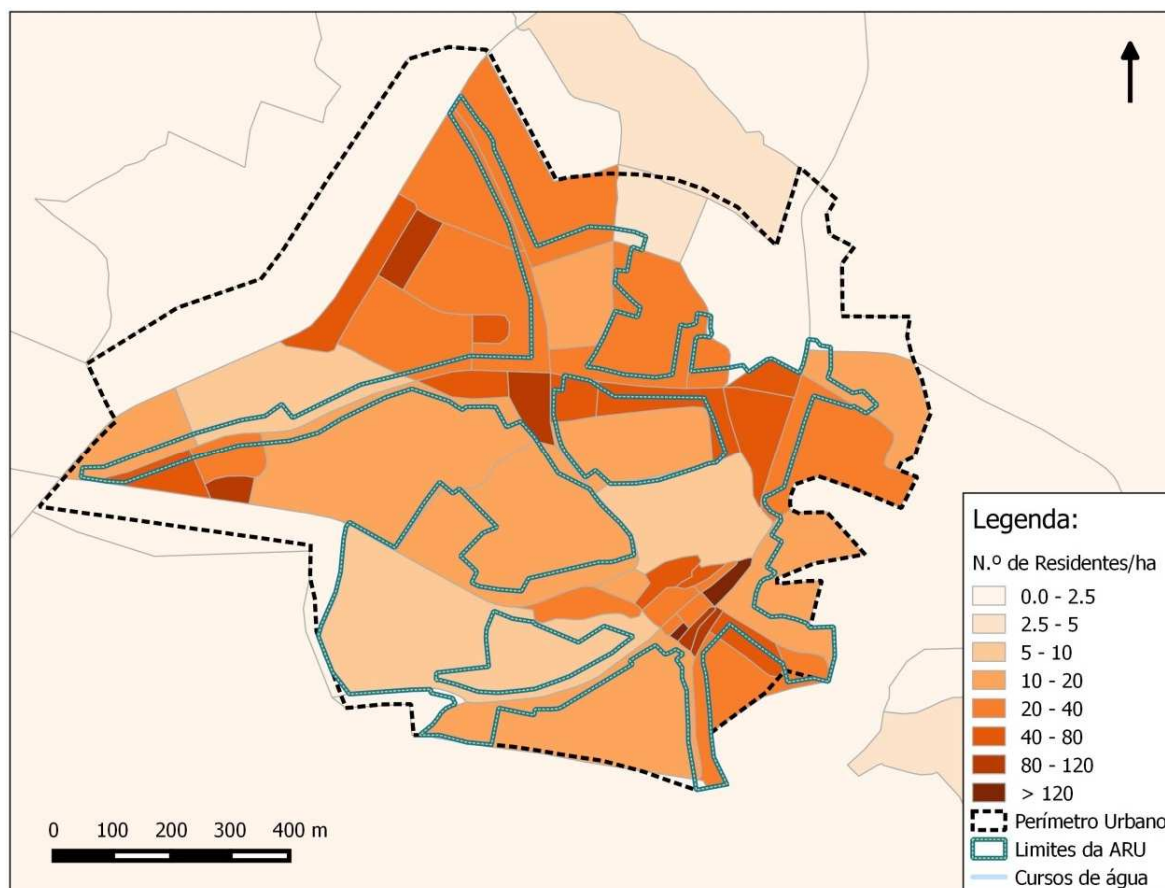 Legenda:
N.º de Residentes/ha
0.0 - 2.5
2.5 - 5
5 - 10
10 - 20
20 - 40
40 - 80
80 - 120
> 120
Perímetro Urbano
Limites da ARU
Cursos de água
0 100 200 300 400 m